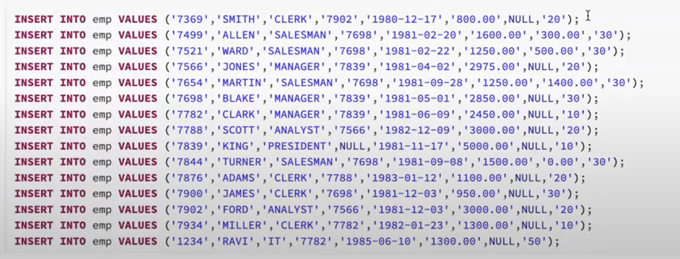 INSERT INTO emp VALUES ('7369','SMITH','CLERK','7902','1980-12-17','800.00',NULL,'20');
INSERT INTO emp VALUES ('7499','ALLEN','SALESMAN','7698','1981-02-20','1600.00','300.00','30');
INSERT INTO emp VALUES ('7521','WARD','SALESMAN','7698','1981-02-22','1250.00','500.00','30');
INSERT INTO emp VALUES ('7566','JONES','MANAGER','7839','1981-04-02','2975.00',NULL,'20');
INSERT INTO emp VALUES ('7654','MARTIN','SALESMAN','7698','1981-09-28','1250.00','1400.00','30');
INSERT INTO emp VALUES ('7698','BLAKE','MANAGER','7839','1981-05-01','2850.00',NULL,'30');
INSERT INTO emp VALUES ('7782','CLARK','MANAGER','7839','1981-06-09','2450.00',NULL,'10');
INSERT INTO emp VALUES ('7788','SCOTT','ANALYST','7566','1982-12-09','3000.00',NULL,'20');
INSERT INTO emp VALUES ('7839','KING','PRESIDENT',NULL,'1981-11-17','5000.00',NULL,'10');
INSERT INTO emp VALUES ('7844','TURNER','SALESMAN','7698','1981-09-08','1500.00','0.00','30');
INSERT INTO emp VALUES ('7876','ADAMS','CLERK','7788','1983-01-12','1100.00',NULL,'20');
INSERT INTO emp VALUES ('7900','JAMES','CLERK','7698','1981-12-03','950.00',NULL,'30');
INSERT INTO emp VALUES ('7902','FORD','ANALYST','7566','1981-12-03','3000.00',NULL,'20');
INSERT INTO emp VALUES ('7934','MILLER','CLERK','7782','1982-01-23','1300.00',NULL,'10');
INSERT INTO emp VALUES ('1234','RAVI','IT','7782','1985-06-10','1300.00',NULL,'50');